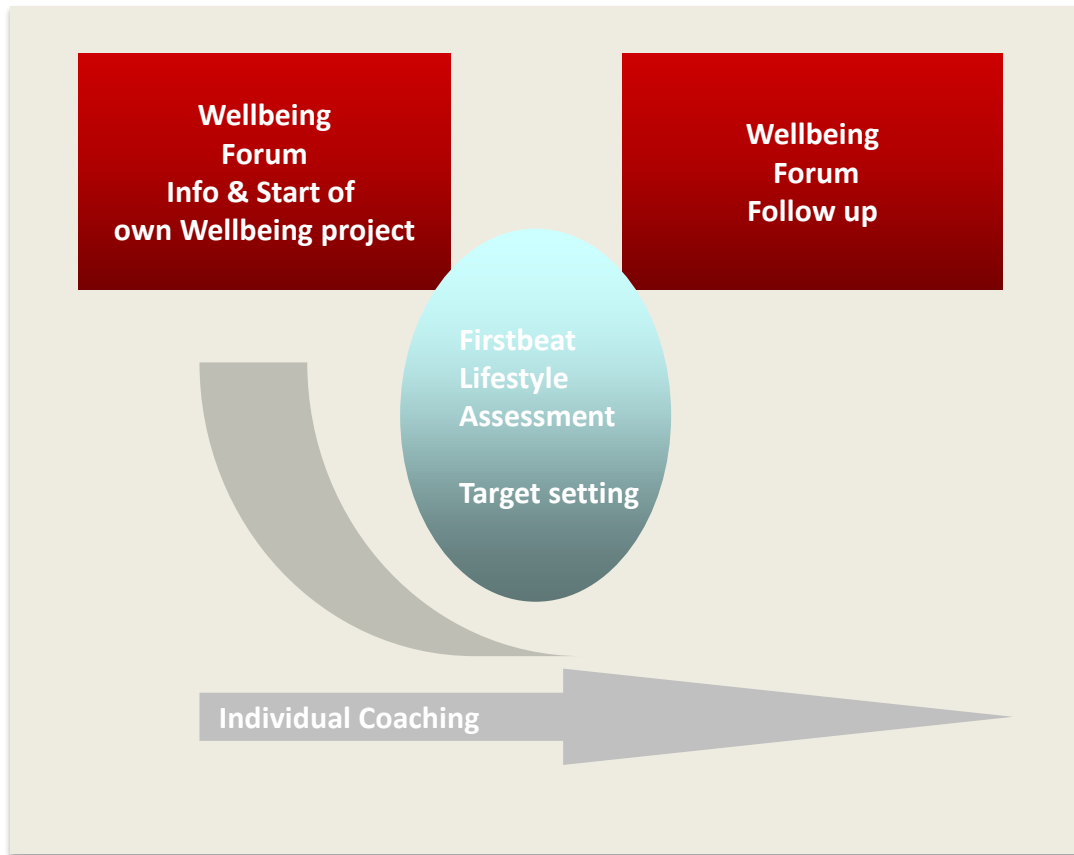 Wellbeing
Forum
Info & Start of
own Wellbeing project
Wellbeing
Forum
Follow up
Firstbeat
Lifestyle
Assessment
Target setting
Individual Coaching